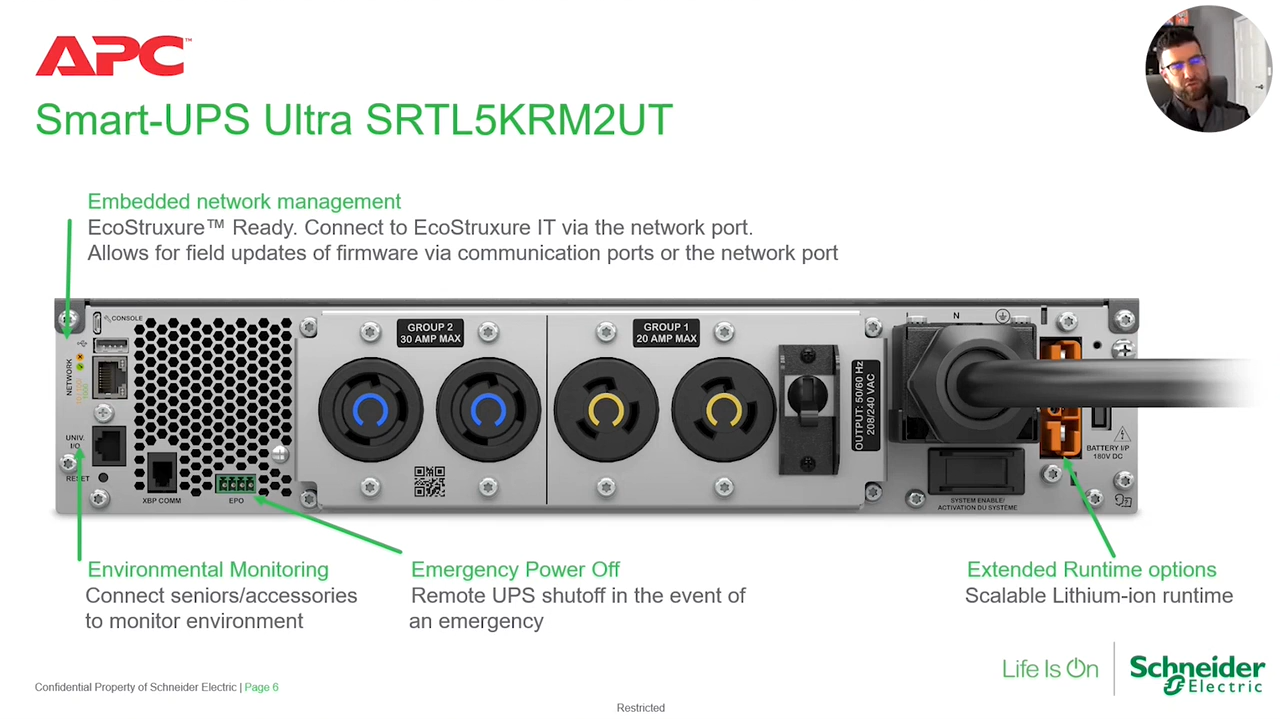 APC™
Smart-UPS Ultra SRTL5KRM2UT
Embedded network management
EcoStruxure™ Ready. Connect to EcoStruxure IT via the network port.
Allows for field updates of firmware via communication ports or the network port
CONSOLE
NETWORK
UNIV.
I/O
RESET
XBP COMM
EPO
GROUP 2
30 AMP MAX
GROUP 1
20 AMP MAX
OUTPUT: 50/60 Hz
208/240 VAC
N
SYSTEM ENABLE/
ACTIVATION DU SYSTÈME
BATTERY I/P
180V DC
Environmental Monitoring
Connect seniors/accessories
to monitor environment
Emergency Power Off
Remote UPS shutoff in the event of
an emergency
Extended Runtime options
Scalable Lithium-ion runtime
Life Is On
Schneider
Electric
Confidential Property of Schneider Electric | Page 6
Restricted